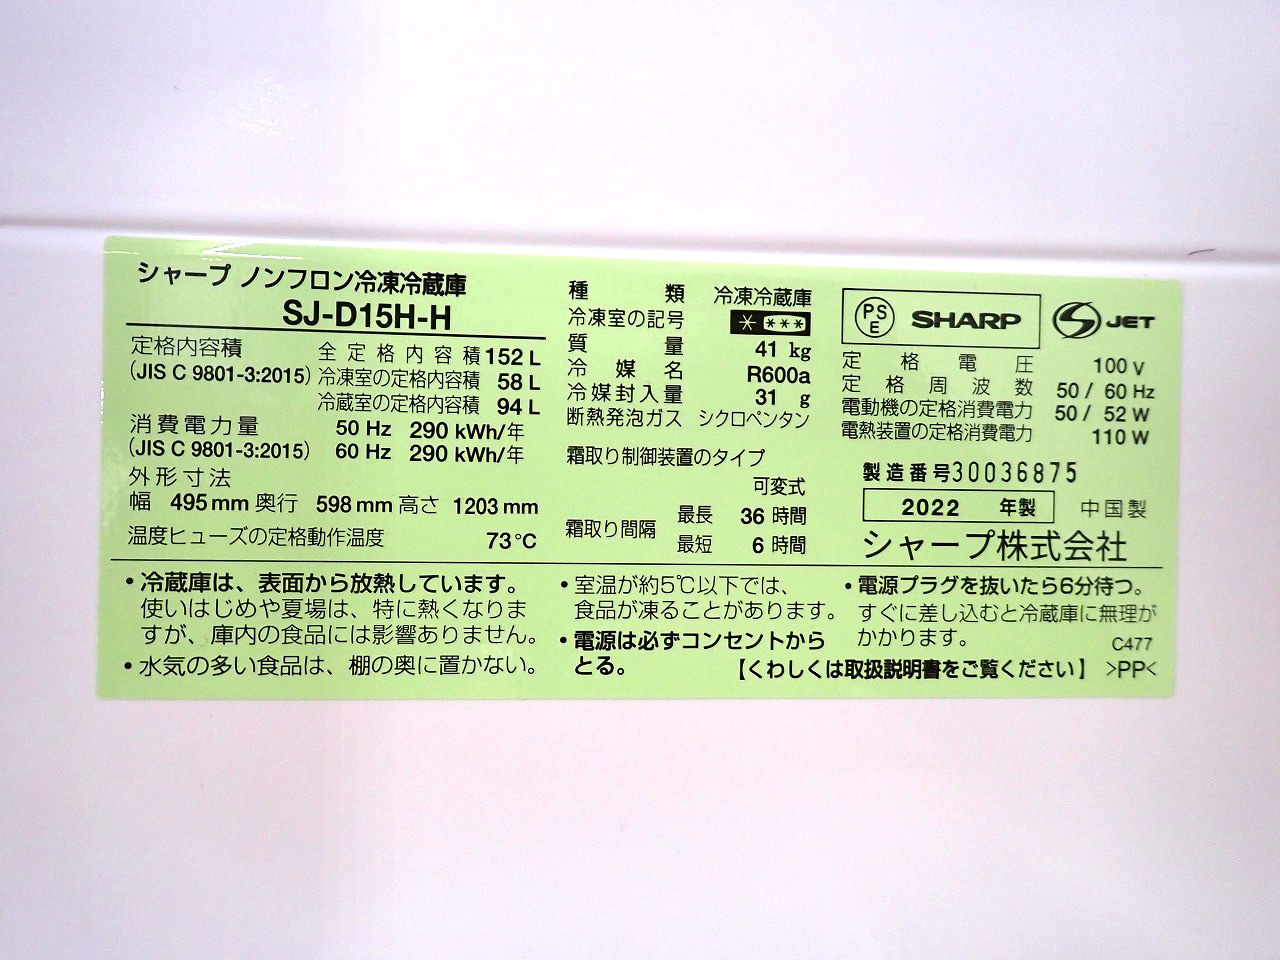 シャープ ノンフロン冷凍冷蔵庫
SJ-D15H-H
定格内容積 全定格内容積 152 L
(JIS C 9801-3:2015) 冷凍室の定格内容積 58 L
冷蔵室の定格内容積 94 L
消費電力量 50 Hz 290 kWh/年
(JIS C 9801-3:2015) 60 Hz 290 kWh/年
外形寸法
幅 495 mm 奥行 598 mm 高さ 1203 mm
温度ヒューズの定格動作温度 73℃
種類 冷凍冷蔵庫
冷凍室の記号 * ***
質量 41 kg
冷媒名 R600a
冷媒封入量 31 g
断熱発泡ガス シクロペンタン
霜取り制御装置のタイプ
可変式
霜取り間隔 最長 36 時間
最短 6 時間
PS E SHARP S JET
定格電圧 100 V
定格周波数 50 / 60 Hz
電動機の定格消費電力 50 / 52 W
電熱装置の定格消費電力 110 W
製造番号 30036875
2022 年製 中国製
シャープ株式会社
• 冷蔵庫は、表面から放熱しています。
使いはじめや夏場は、特に熱くなりま
すが、庫内の食品には影響ありません。
• 水気の多い食品は、棚の奥に置かない。
• 室温が約5℃以下では、
食品が凍ることがあります。
• 電源は必ずコンセントから
とる。
• 電源プラグを抜いたら6分待つ。
すぐに差し込むと冷蔵庫に無理が
かかります。
C477
【くわしくは取扱説明書をご覧ください】 >PP<